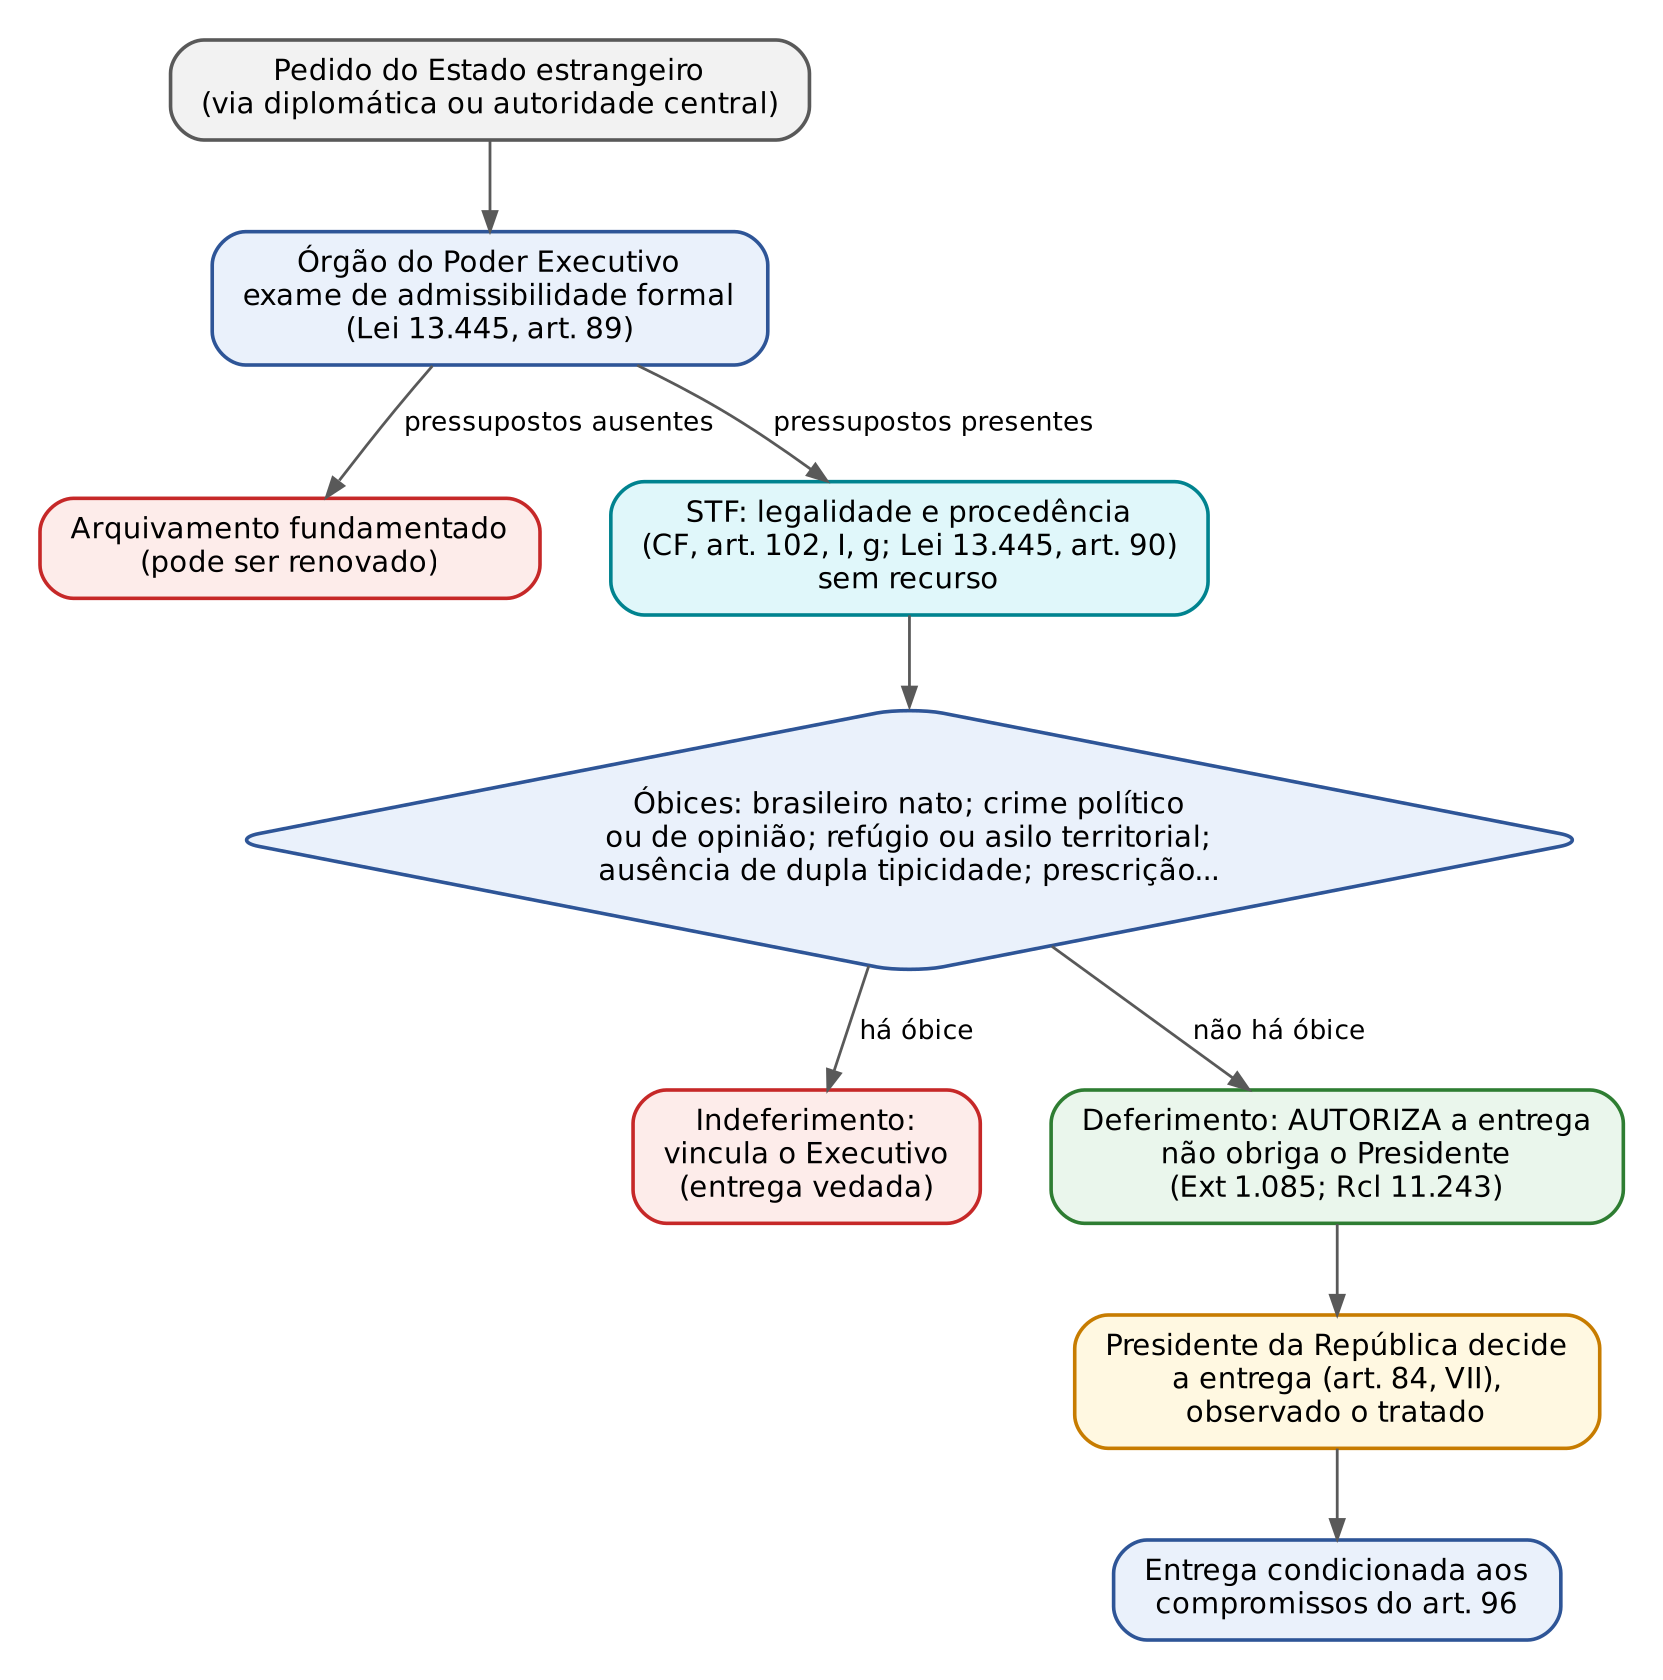 Pedido do Estado estrangeiro
(via diplomática ou autoridade central)
Órgão do Poder Executivo
exame de admissibilidade formal
(Lei 13.445, art. 89)
pressupostos ausentes
pressupostos presentes
Arquivamento fundamentado
(pode ser renovado)
STF: legalidade e procedência
(CF, art. 102, I, g; Lei 13.445, art. 90)
sem recurso
Óbices: brasileiro nato; crime político
ou de opinião; refúgio ou asilo territorial;
ausência de dupla tipicidade; prescrição...
há óbice
não há óbice
Indeferimento:
vincula o Executivo
(entrega vedada)
Deferimento: AUTORIZA a entrega
não obriga o Presidente
(Ext 1.085; Rcl 11.243)
Presidente da República decide
a entrega (art. 84, VII),
observado o tratado
Entrega condicionada aos
compromissos do art. 96